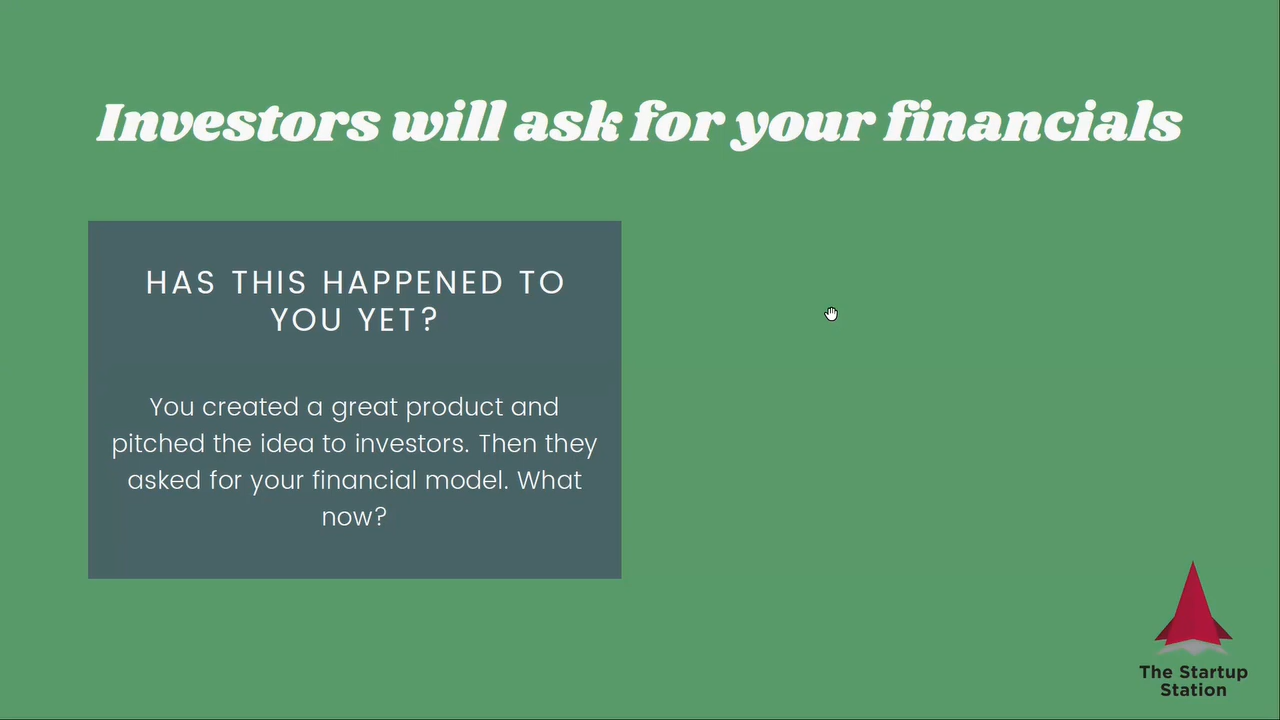 Investors will ask for your financials
HAS THIS HAPPENED TO
YOU YET?
You created a great product and
pitched the idea to investors. Then they
asked for your financial model. What
now?
The Startup
Station